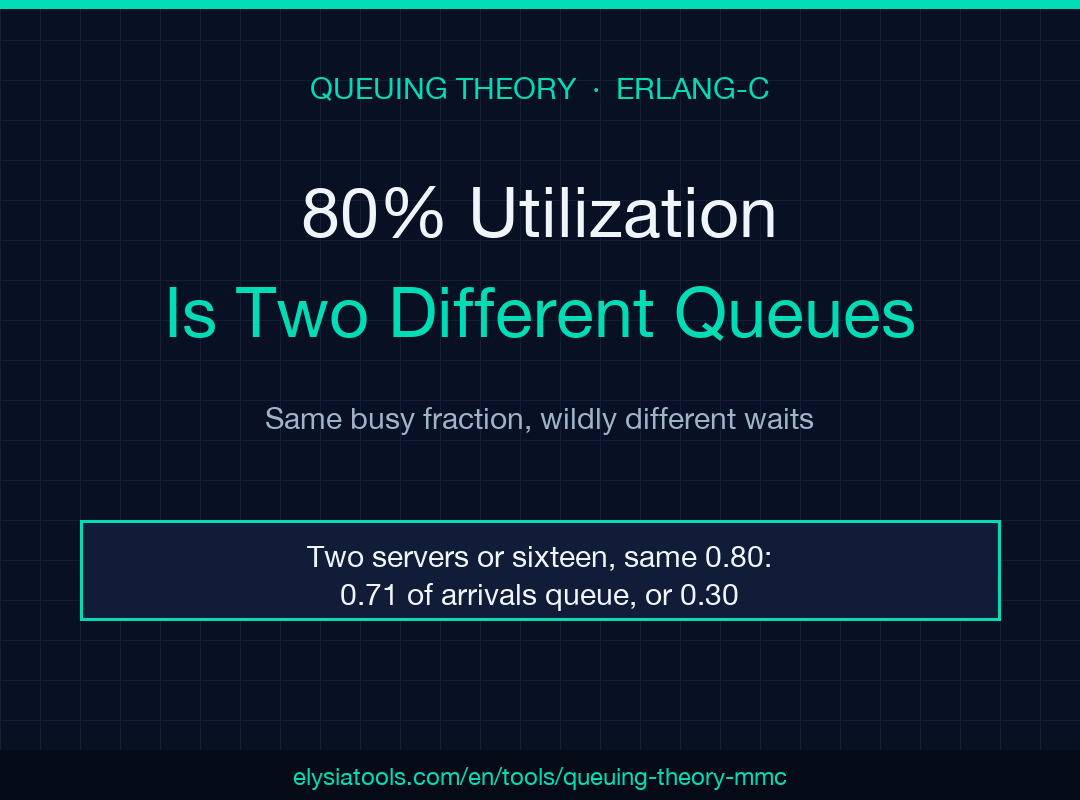 QUEUING THEORY · ERLANG-C
80% Utilization
Is Two Different Queues
Same busy fraction, wildly different waits
Two servers or sixteen, same 0.80:
0.71 of arrivals queue, or 0.30
elysiatools.com/en/tools/queuing-theory-mmc